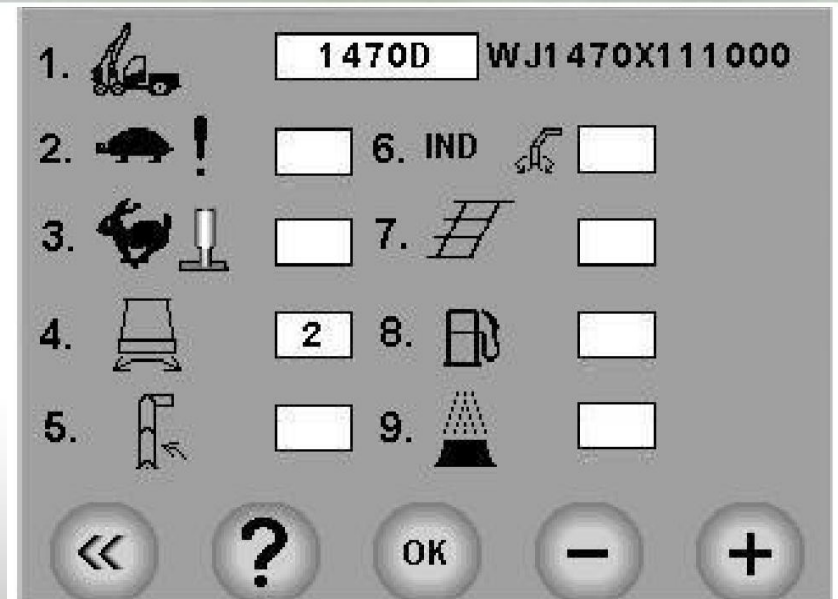 1. 1470D WJ1470X111000
2. ! 6. IND
3. 7.
4. 2 8.
5. 9.
« ? OK − +